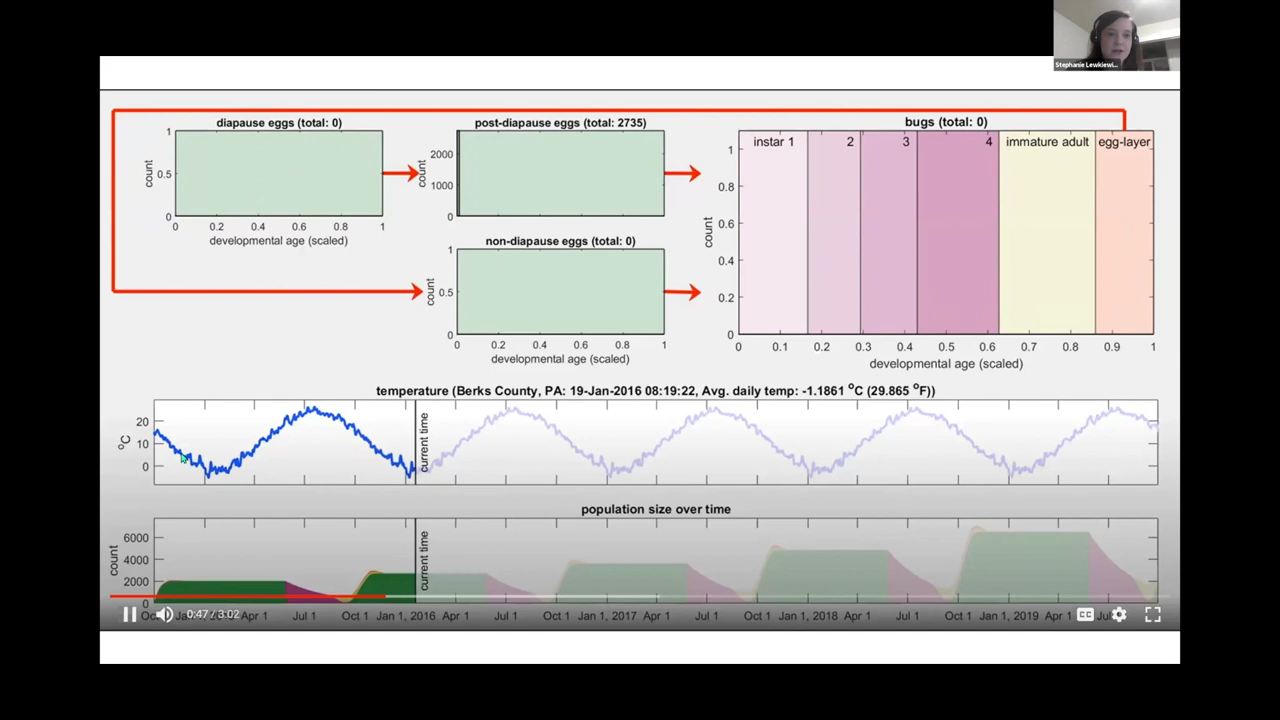 Stephanie Lewkiewi...
diapause eggs (total: 0)
post-diapause eggs (total: 2735)
bugs (total: 0)
count
1
0.5
0
0 0.2 0.4 0.6 0.8 1
developmental age (scaled)
count
2000
1000
0
non-diapause eggs (total: 0)
count
1
0.5
0
0 0.2 0.4 0.6 0.8 1
developmental age (scaled)
instar 1 2 3 4 immature adult egg-layer
count
1
0.8
0.6
0.4
0.2
0
0 0.1 0.2 0.3 0.4 0.5 0.6 0.7 0.8 0.9 1
developmental age (scaled)
temperature (Berks County, PA: 19-Jan-2016 08:19:22, Avg. daily temp: -1.1861 °C (29.865 °F))
°C
20
10
0
current time
population size over time
count
6000
4000
2000
0
current time
0:47 / 3:02
CC
Apr 1 Jul 1 Oct 1 Jan 1, 2016 Apr 1 Jul 1 Oct 1 Jan 1, 2017 Apr 1 Jul 1 Oct 1 Jan 1, 2018 Apr 1 Jul 1 Oct 1 Jan 1, 2019 Apr 1